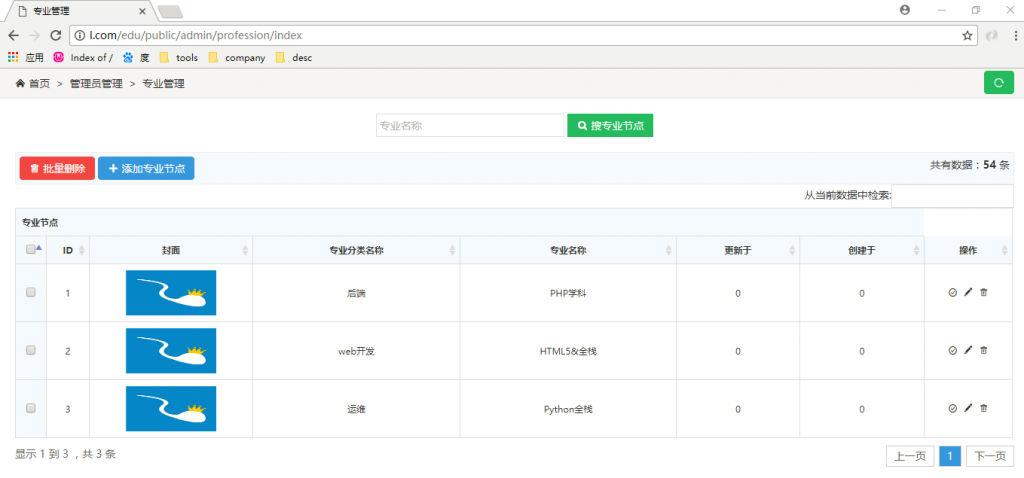 专业管理
l.com/edu/public/admin/profession/index
应用 Index of / 度 tools company desc
首页 > 管理员管理 > 专业管理
专业名称 搜专业节点
批量删除 添加专业节点 共有数据：54 条
从当前数据中检索:
专业节点
ID 封面 专业分类名称 专业名称 更新于 创建于 操作
1 后端 PHP学科 0 0
2 web开发 HTML5&全栈 0 0
3 运维 Python全栈 0 0
显示 1 到 3 ，共 3 条 上一页 1 下一页